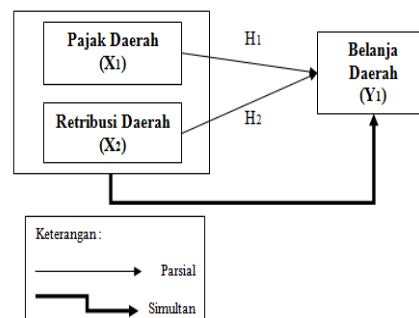 Pajak Daerah
(X1)
H1
Belanja
Daerah
(Y1)
Retribusi Daerah
(X2)
H2
Keterangan :
Parsial
Simultan